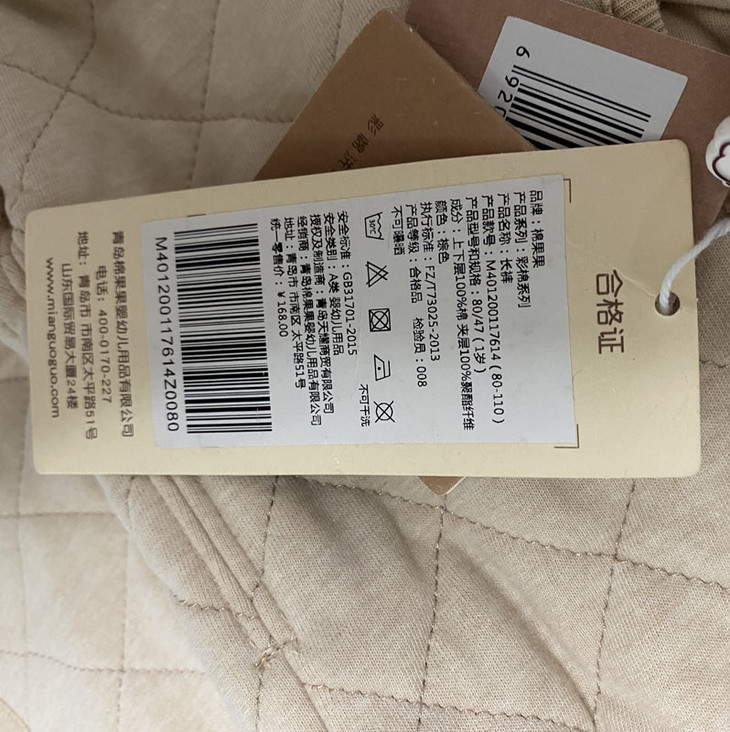 合格证
品牌：棉果果
产品系列：彩棉系列
产品名称：长裤
产品款号：M401200117614（80-110）
产品型号和规格：80/47（1岁）
成分：上下层100%棉 夹层100%聚酯纤维
颜色：棕色
执行标准：FZ/T73025-2013
产品等级：合格品 检验员：008
不可曝晒
不可干洗
安全标准：GB31701-2015
安全类别：A类 婴幼儿用品
授权及制造商：青岛天缘商贸有限公司
经销商：青岛棉果果婴幼儿用品有限公司
地址：青岛市 市南区太平路51号
统一零售价：￥168.00
M401200117614Z0080
青岛棉果果婴幼儿用品有限公司
电话：400-0170-227
地址：青岛市 市南区太平路51号
山东国际贸易大厦24楼
www.mianguoguo.com
6 920
彩棉